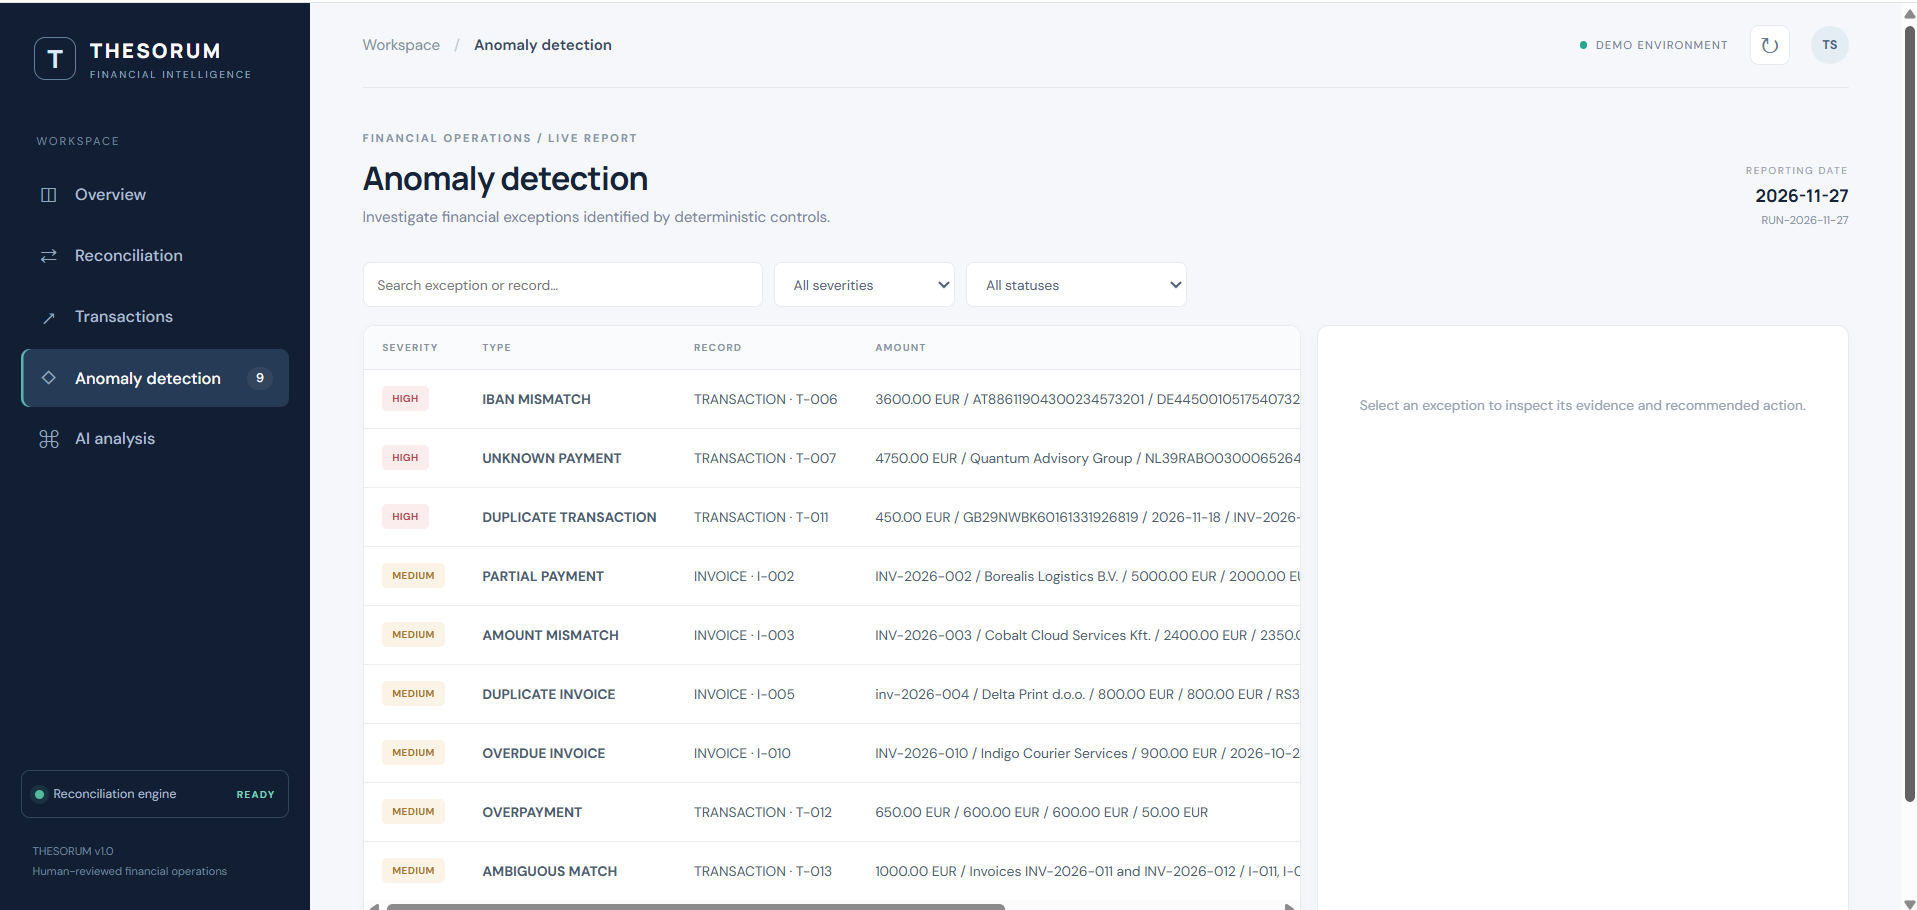 T
THESORUM
FINANCIAL INTELLIGENCE
WORKSPACE
Overview
Reconciliation
Transactions
Anomaly detection 9
AI analysis
Reconciliation engine READY
THESORUM v1.0
Human-reviewed financial operations
Workspace / Anomaly detection
DEMO ENVIRONMENT
TS
FINANCIAL OPERATIONS / LIVE REPORT
Anomaly detection
Investigate financial exceptions identified by deterministic controls.
REPORTING DATE
2026-11-27
RUN-2026-11-27
Search exception or record...
All severities
All statuses
SEVERITY TYPE RECORD AMOUNT
HIGH IBAN MISMATCH TRANSACTION · T-006 3600.00 EUR / AT886119043002345732​01 / DE4450010517540732
HIGH UNKNOWN PAYMENT TRANSACTION · T-007 4750.00 EUR / Quantum Advisory Group / NL39RABO0300065264
HIGH DUPLICATE TRANSACTION TRANSACTION · T-011 450.00 EUR / GB29NWBK60161331926819 / 2026-11-18 / INV-2026-
MEDIUM PARTIAL PAYMENT INVOICE · I-002 INV-2026-002 / Borealis Logistics B.V. / 5000.00 EUR / 2000.00 EU
MEDIUM AMOUNT MISMATCH INVOICE · I-003 INV-2026-003 / Cobalt Cloud Services Kft. / 2400.00 EUR / 2350.0
MEDIUM DUPLICATE INVOICE INVOICE · I-005 inv-2026-004 / Delta Print d.o.o. / 800.00 EUR / 800.00 EUR / RS3
MEDIUM OVERDUE INVOICE INVOICE · I-010 INV-2026-010 / Indigo Courier Services / 900.00 EUR / 2026-10-2
MEDIUM OVERPAYMENT TRANSACTION · T-012 650.00 EUR / 600.00 EUR / 600.00 EUR / 50.00 EUR
MEDIUM AMBIGUOUS MATCH TRANSACTION · T-013 1000.00 EUR / Invoices INV-2026-011 and INV-2026-012 / I-011, I-0
Select an exception to inspect its evidence and recommended action.